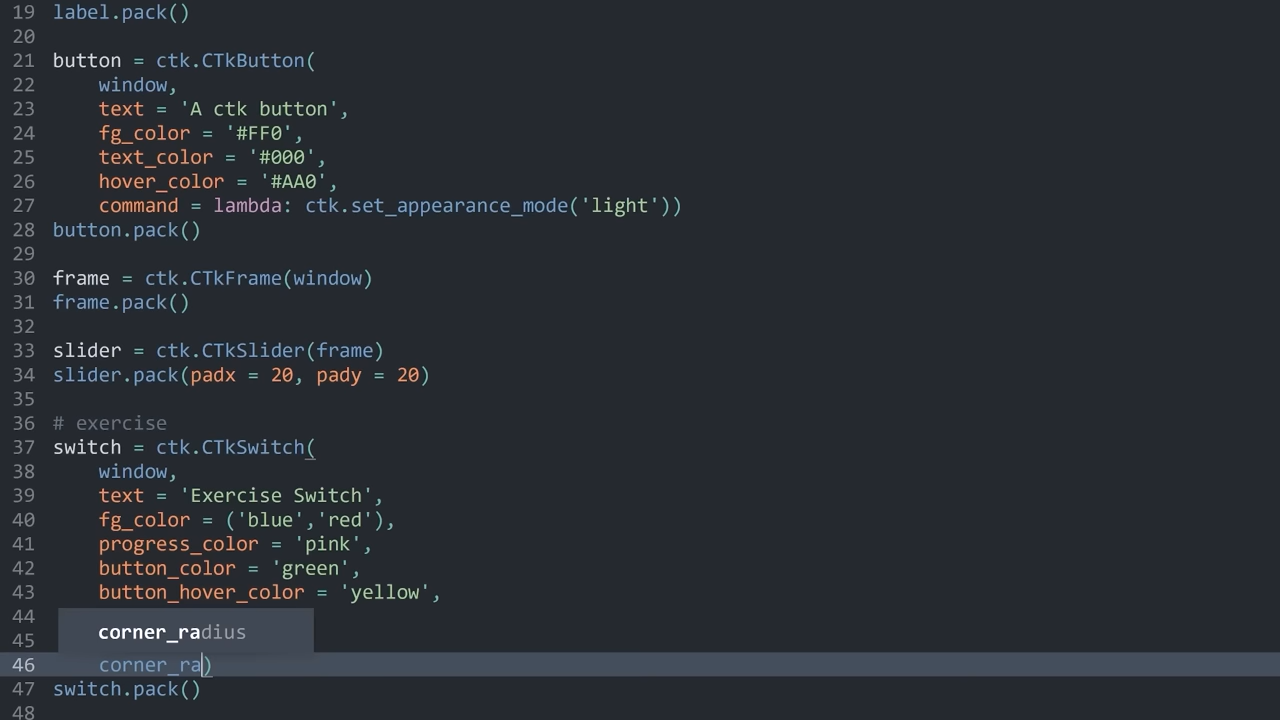 19 label.pack()
20
21 button = ctk.CTkButton(
22     window,
23     text = 'A ctk button',
24     fg_color = '#FF0',
25     text_color = '#000',
26     hover_color = '#AA0',
27     command = lambda: ctk.set_appearance_mode('light'))
28 button.pack()
29
30 frame = ctk.CTkFrame(window)
31 frame.pack()
32
33 slider = ctk.CTkSlider(frame)
34 slider.pack(padx = 20, pady = 20)
35
36 # exercise
37 switch = ctk.CTkSwitch(
38     window,
39     text = 'Exercise Switch',
40     fg_color = ('blue','red'),
41     progress_color = 'pink',
42     button_color = 'green',
43     button_hover_color = 'yellow',
44
corner_radius
45
46     corner_ra)
47 switch.pack()
48